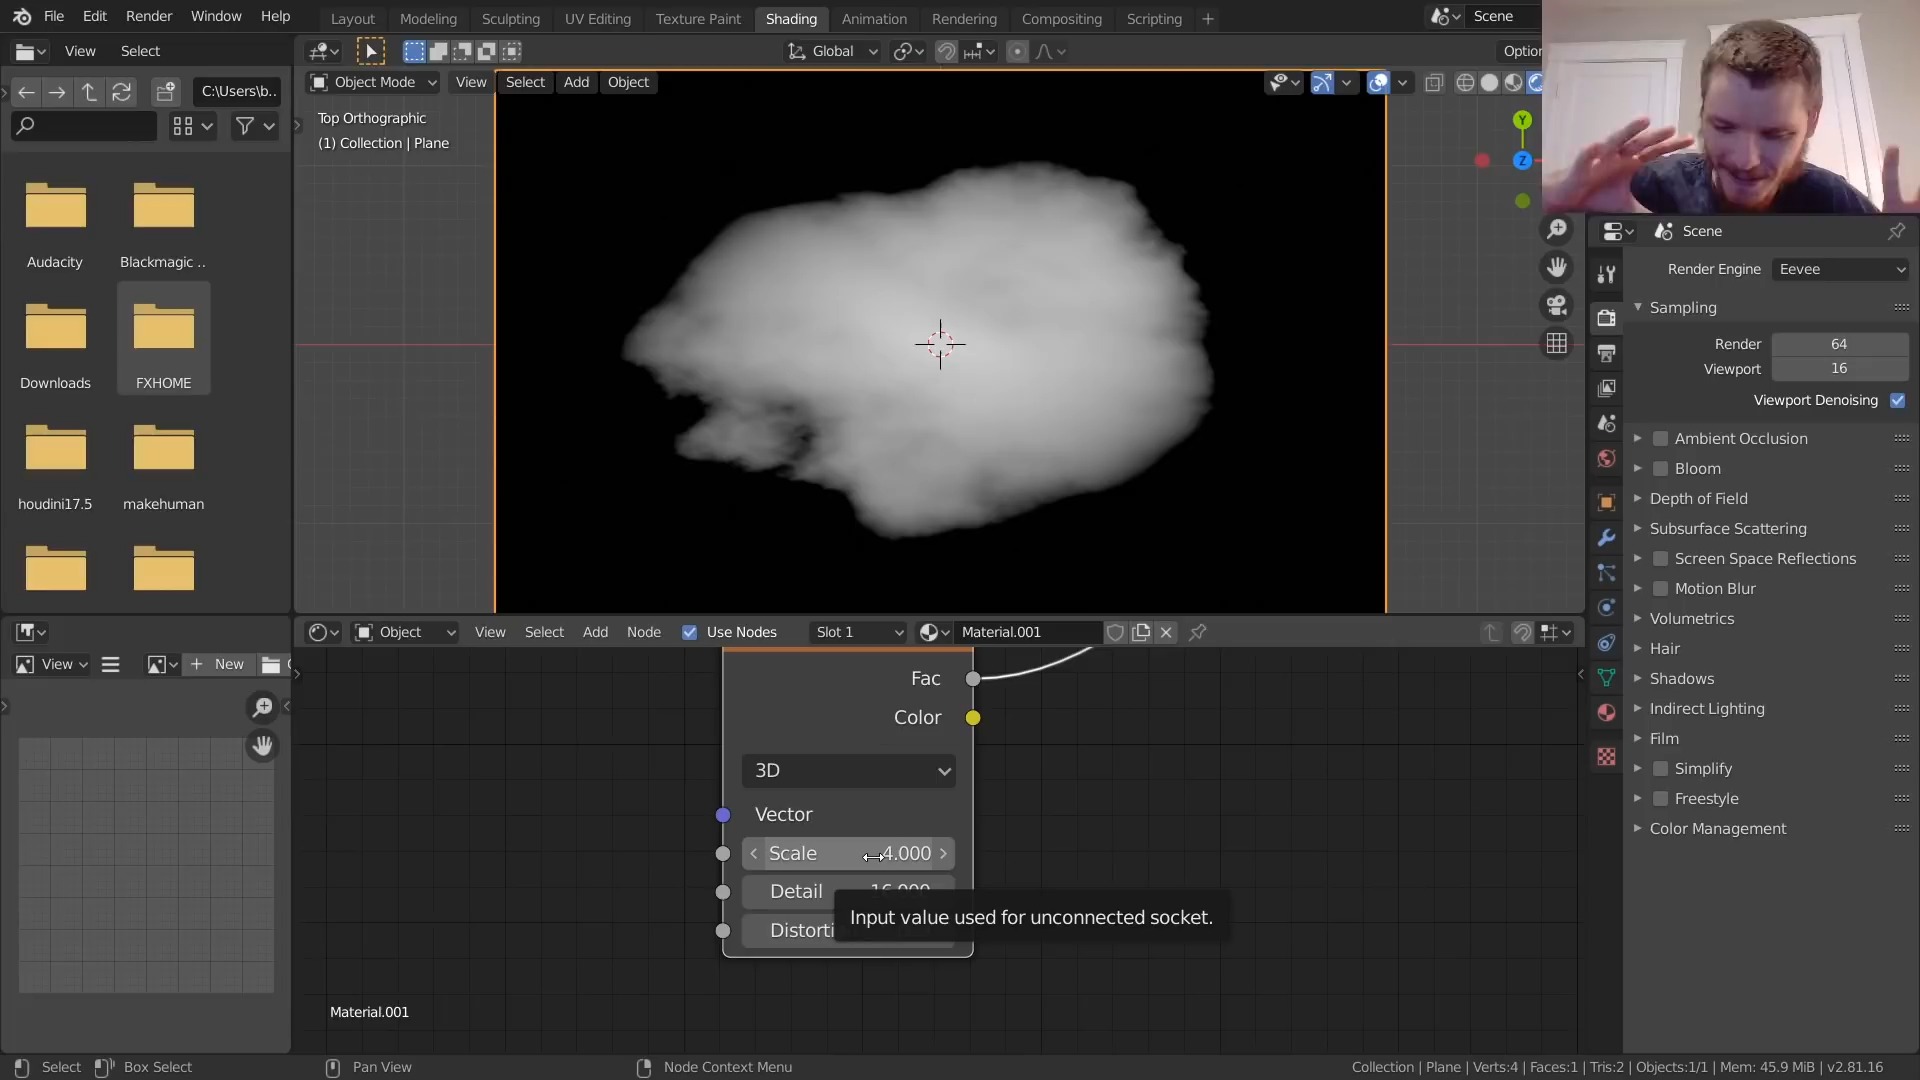 File Edit Render Window Help
Layout Modeling Sculpting UV Editing Texture Paint Shading Animation Rendering Compositing Scripting
Scene
View Select
Global
Object Mode View Select Add Object
C:\Users\b..
Top Orthographic
(1) Collection | Plane
Y
Z
Audacity Blackmagic ..
Downloads FXHOME
houdini17.5 makehuman
Scene
Render Engine Eevee
Sampling
Render 64
Viewport 16
Viewport Denoising
Ambient Occlusion
Bloom
Depth of Field
Subsurface Scattering
Screen Space Reflections
Motion Blur
Volumetrics
Hair
Shadows
Indirect Lighting
Film
Simplify
Freestyle
Color Management
Object View Select Add Node Use Nodes Slot 1 Material.001
View New
Fac
Color
3D
Vector
Scale 4.000
Detail 16.000
Input value used for unconnected socket.
Material.001
Select Box Select Pan View Node Context Menu
Collection | Plane | Verts:4 | Faces:1 | Tris:2 | Objects:1/1 | Mem: 45.9 MiB | v2.81.16